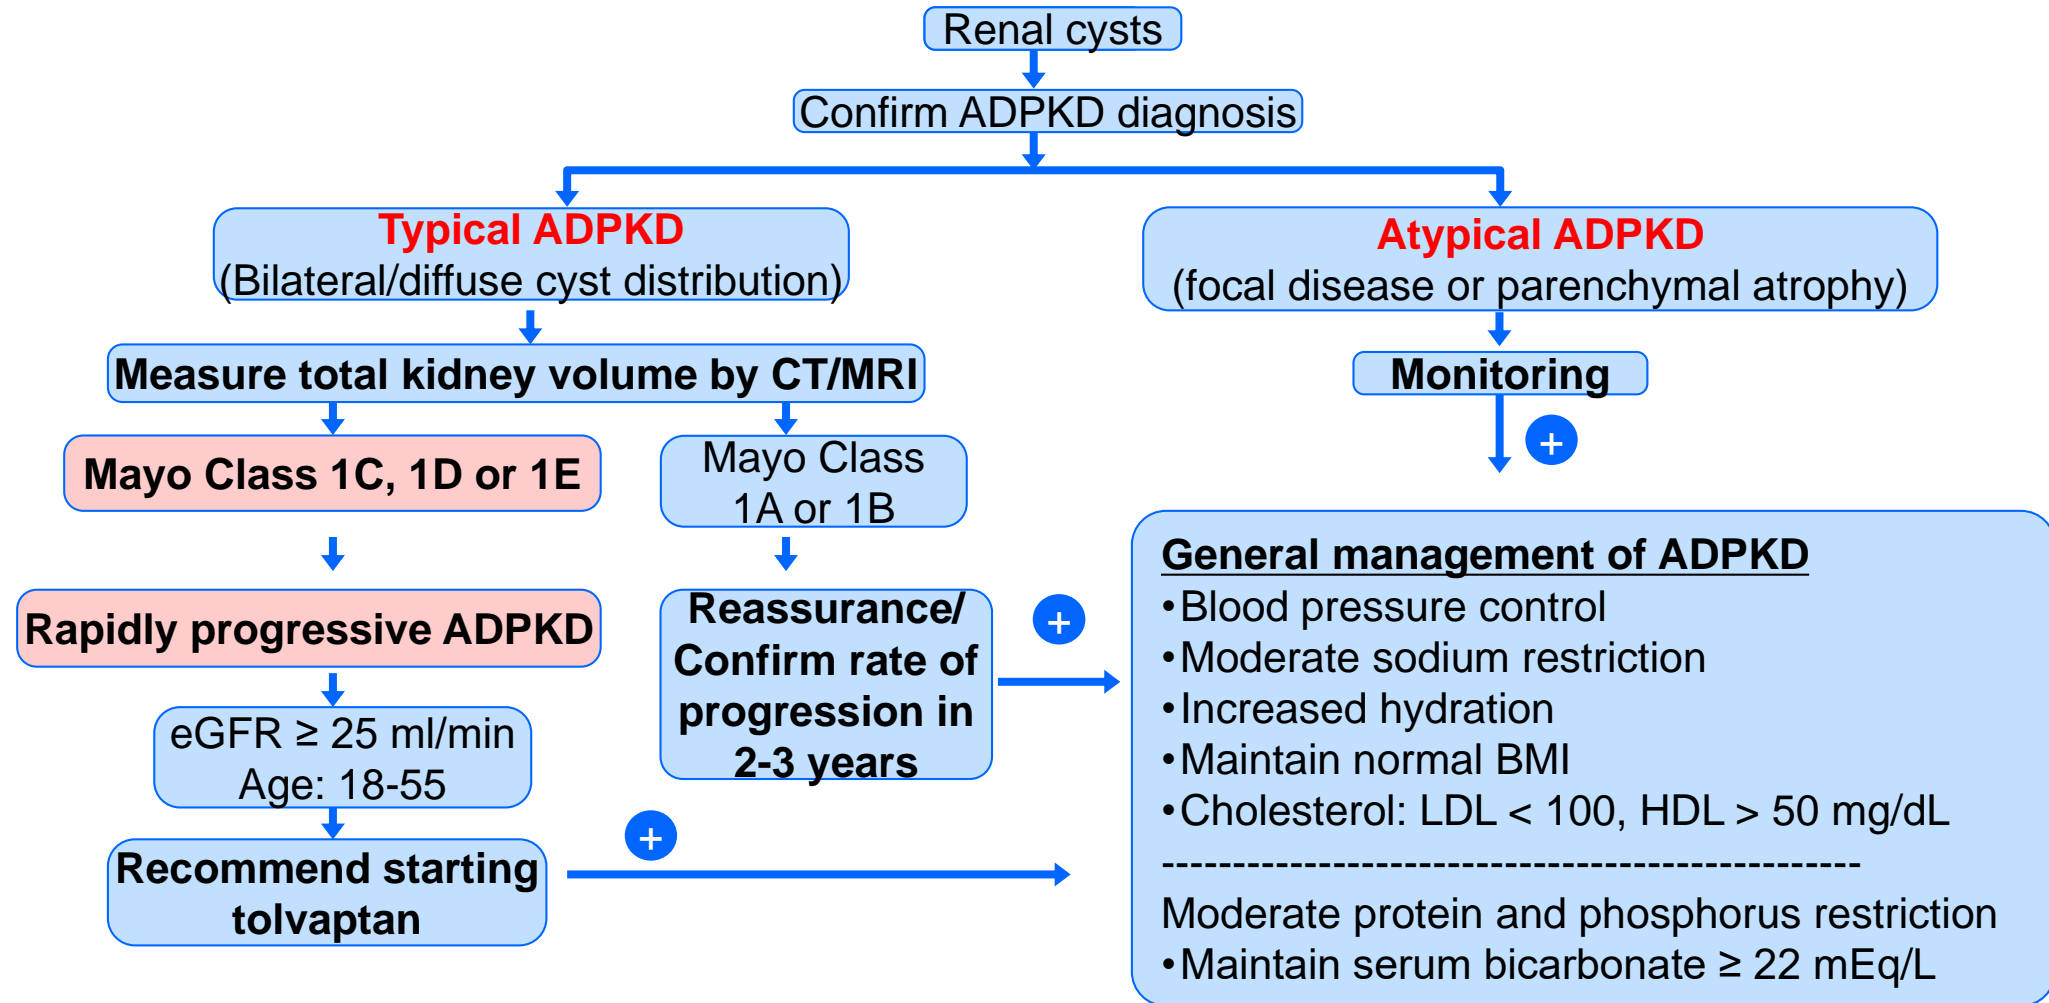 Renal cysts
Confirm ADPKD diagnosis
Typical ADPKD
(Bilateral/diffuse cyst distribution)
Atypical ADPKD
(focal disease or parenchymal atrophy)
Measure total kidney volume by CT/MRI
Monitoring
+
Mayo Class 1C, 1D or 1E
Mayo Class
1A or 1B
Rapidly progressive ADPKD
Reassurance/
Confirm rate of
progression in
2-3 years
+
eGFR ≥ 25 ml/min
Age: 18-55
Recommend starting
tolvaptan
+
General management of ADPKD
•Blood pressure control
•Moderate sodium restriction
•Increased hydration
•Maintain normal BMI
•Cholesterol: LDL < 100, HDL > 50 mg/dL
-------------------------------------------------
Moderate protein and phosphorus restriction
•Maintain serum bicarbonate ≥ 22 mEq/L